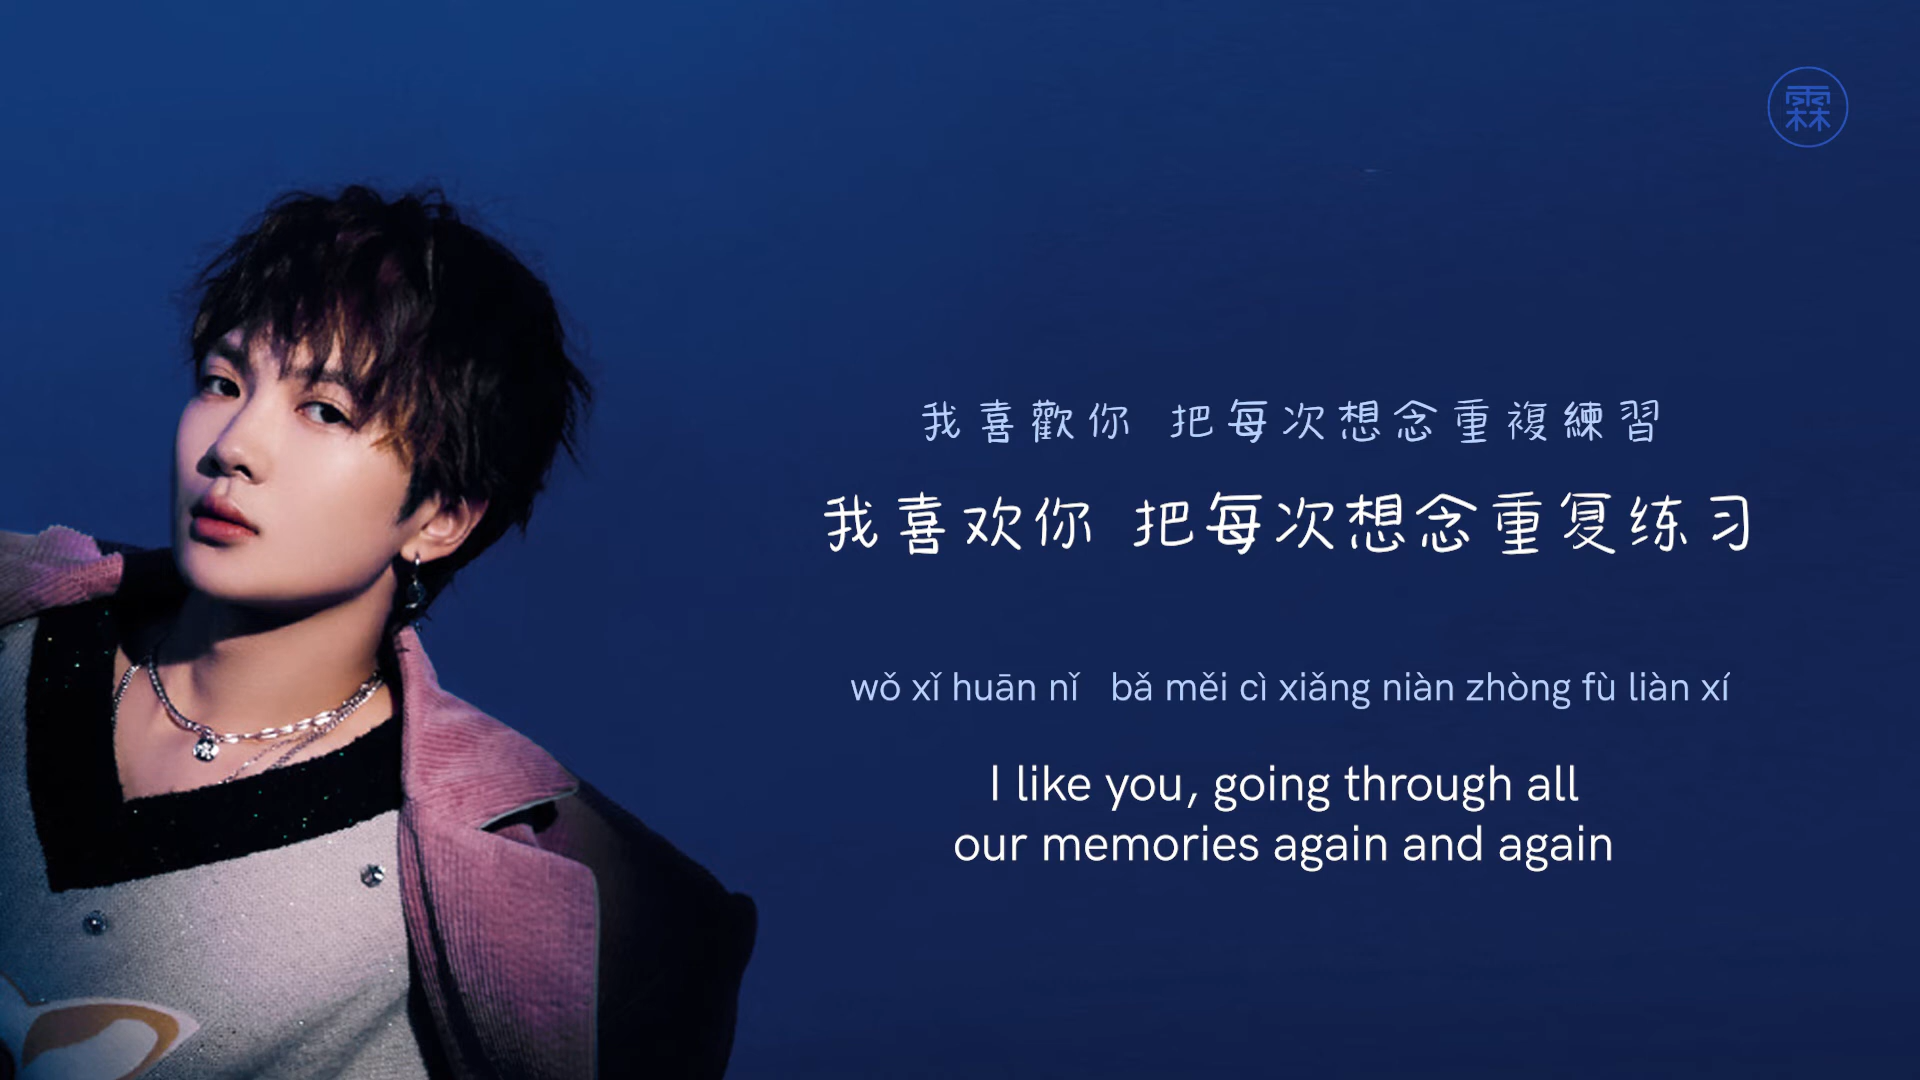 霖
我喜歡你 把每次想念重複練習
我喜欢你 把每次想念重复练习
wǒ xǐ huān nǐ bǎ měi cì xiǎng niàn zhòng fù liàn xí
I like you, going through all
our memories again and again